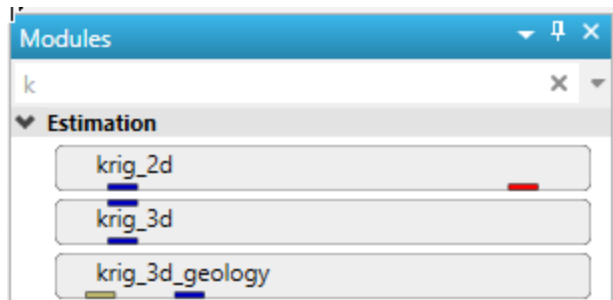 Modules
k
Estimation
krig_2d
krig_3d
krig_3d_geology